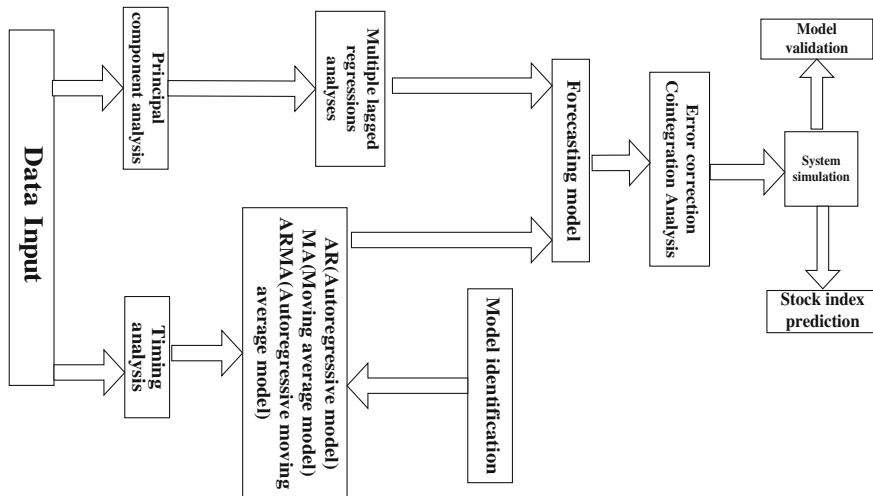 Data Input
Principal
component analysis
Multiple lagged
regressions
analyses
Timing
analysis
AR(Autoregressive model)
MA(Moving average model)
ARMA(Autoregressive moving
average model)
Model identification
Forecasting model
Error correction
Cointegration Analysis
Model
validation
System
simulation
Stock index
prediction